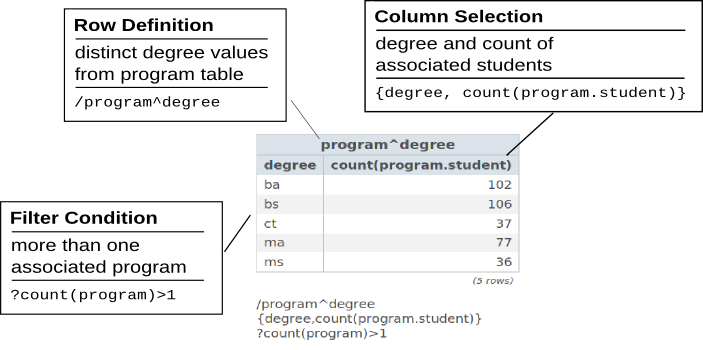 Row Definition
distinct degree values
from program table
/program^degree
Column Selection
degree and count of
associated students
{degree, count(program.student)}
Filter Condition
more than one
associated program
?count(program)>1
program^degree
degree count(program.student)
ba 102
bs 106
ct 37
ma 77
ms 36
(5 rows)
/program^degree
{degree,count(program.student)}
?count(program)>1